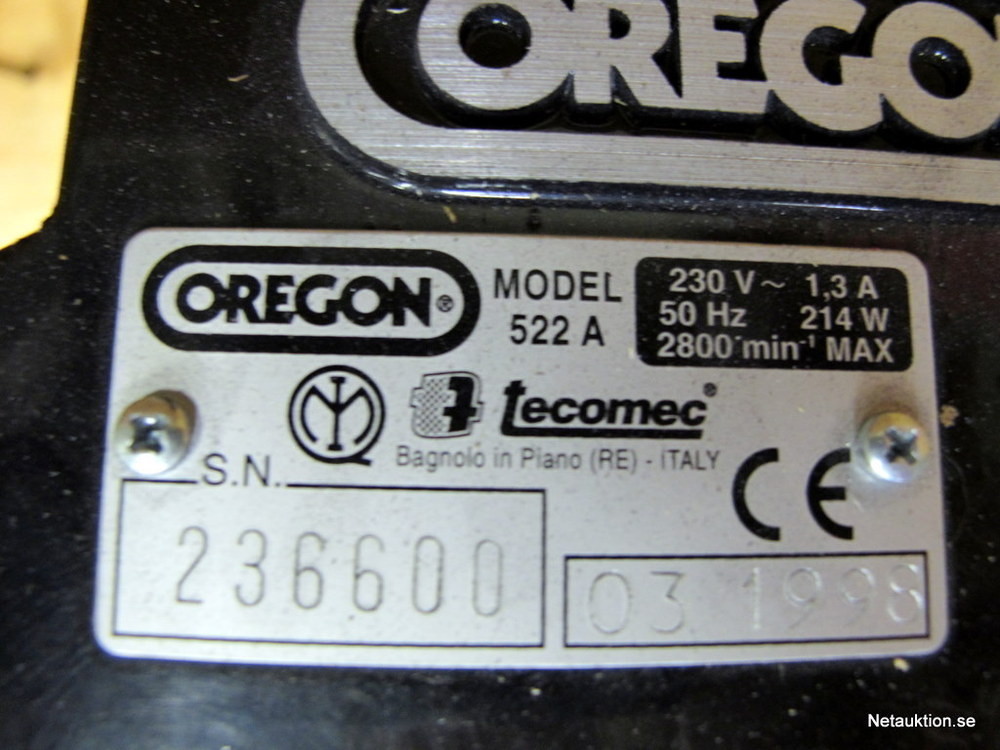 OREGO
OREGON®
MODEL
522 A
230 V~ 1,3 A
50 Hz 214 W
2800 min-1 MAX
tecomec®
Bagnolo in Piano (RE) - ITALY
CE
S.N.
236600
03 1998
Netauktion.se